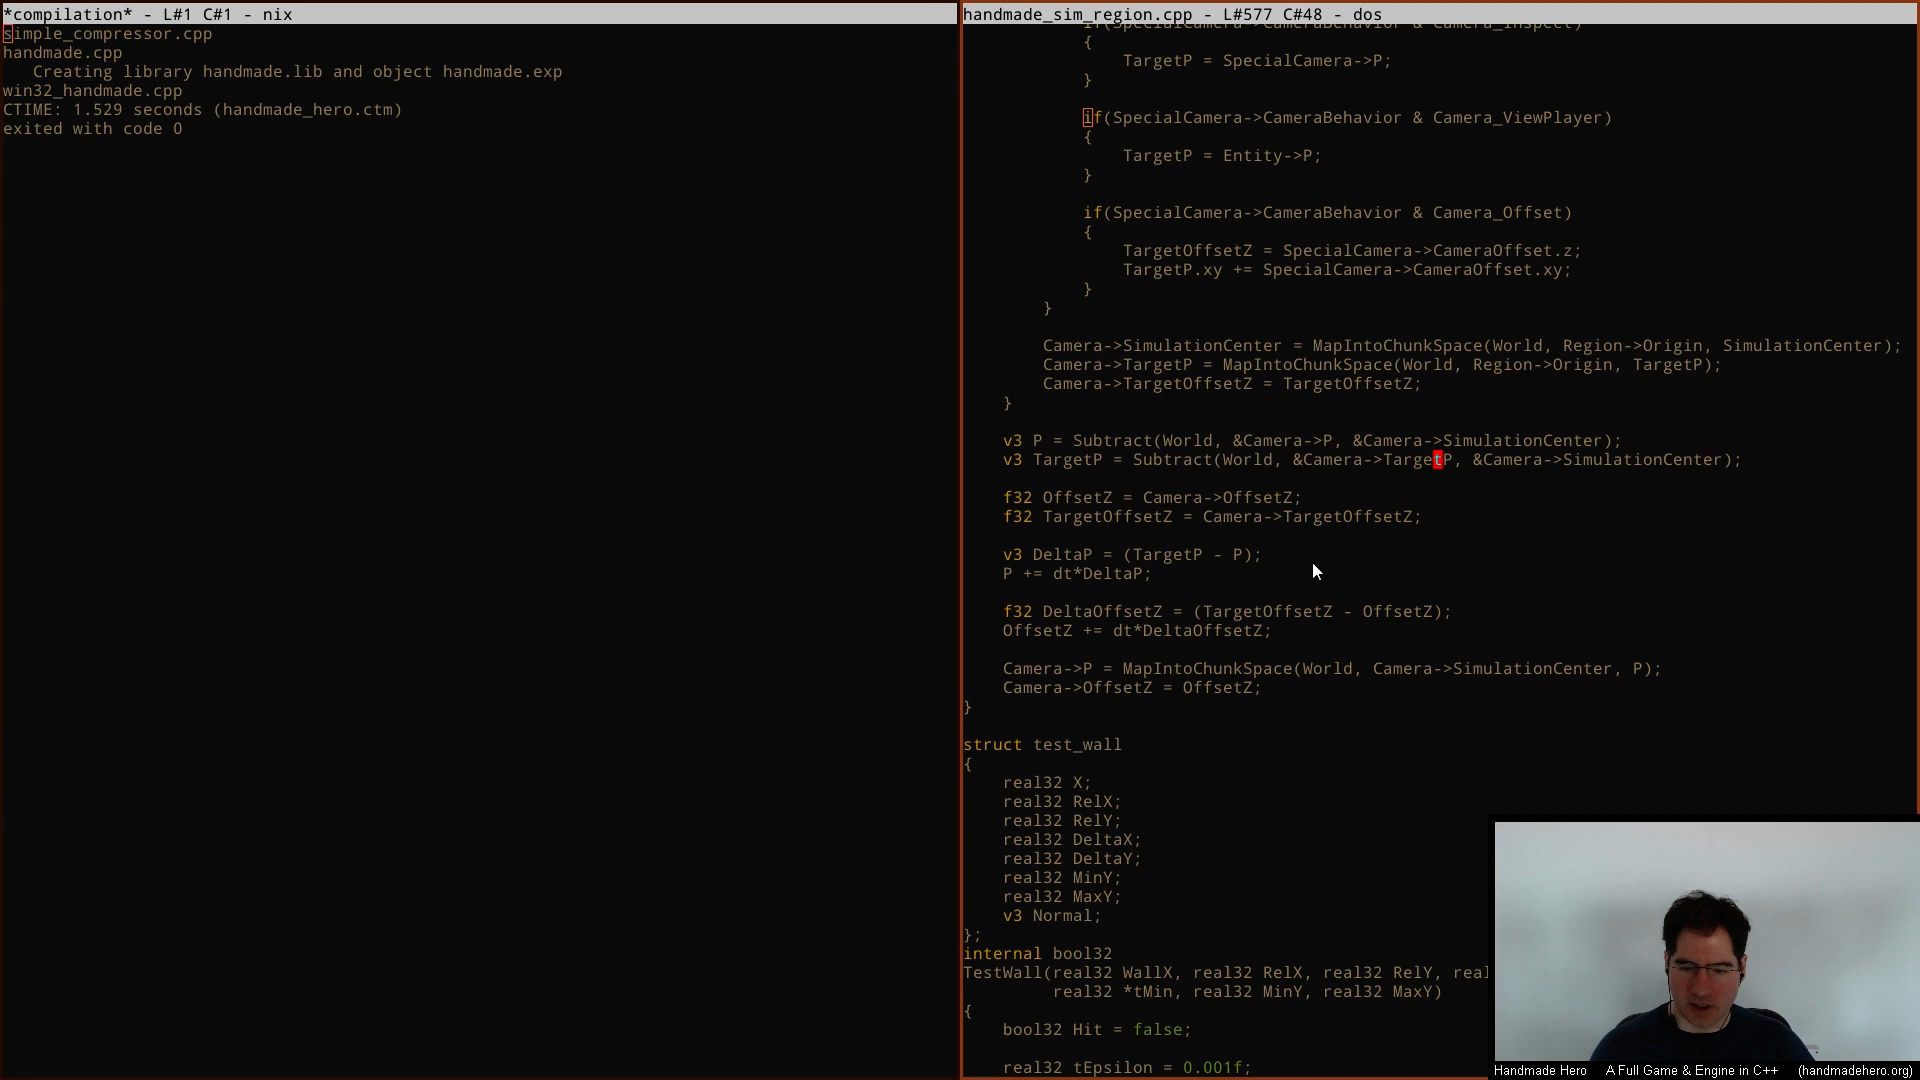 *compilation* - L#1 C#1 - nix
simple_compressor.cpp
handmade.cpp
Creating library handmade.lib and object handmade.exp
win32_handmade.cpp
CTIME: 1.529 seconds (handmade_hero.ctm)
exited with code 0
handmade_sim_region.cpp - L#577 C#48 - dos
if(SpecialCamera->CameraBehavior & Camera_Inspect)
{
TargetP = SpecialCamera->P;
}
if(SpecialCamera->CameraBehavior & Camera_ViewPlayer)
{
TargetP = Entity->P;
}
if(SpecialCamera->CameraBehavior & Camera_Offset)
{
TargetOffsetZ = SpecialCamera->CameraOffset.z;
TargetP.xy += SpecialCamera->CameraOffset.xy;
}
}
Camera->SimulationCenter = MapIntoChunkSpace(World, Region->Origin, SimulationCenter);
Camera->TargetP = MapIntoChunkSpace(World, Region->Origin, TargetP);
Camera->TargetOffsetZ = TargetOffsetZ;
}
v3 P = Subtract(World, &Camera->P, &Camera->SimulationCenter);
v3 TargetP = Subtract(World, &Camera->TargetP, &Camera->SimulationCenter);
f32 OffsetZ = Camera->OffsetZ;
f32 TargetOffsetZ = Camera->TargetOffsetZ;
v3 DeltaP = (TargetP - P);
P += dt*DeltaP;
f32 DeltaOffsetZ = (TargetOffsetZ - OffsetZ);
OffsetZ += dt*DeltaOffsetZ;
Camera->P = MapIntoChunkSpace(World, Camera->SimulationCenter, P);
Camera->OffsetZ = OffsetZ;
}
struct test_wall
{
real32 X;
real32 RelX;
real32 RelY;
real32 DeltaX;
real32 DeltaY;
real32 MinY;
real32 MaxY;
v3 Normal;
};
internal bool32
TestWall(real32 WallX, real32 RelX, real32 RelY, real
real32 *tMin, real32 MinY, real32 MaxY)
{
bool32 Hit = false;
real32 tEpsilon = 0.001f;
Handmade Hero A Full Game & Engine in C++ (handmadehero.org)